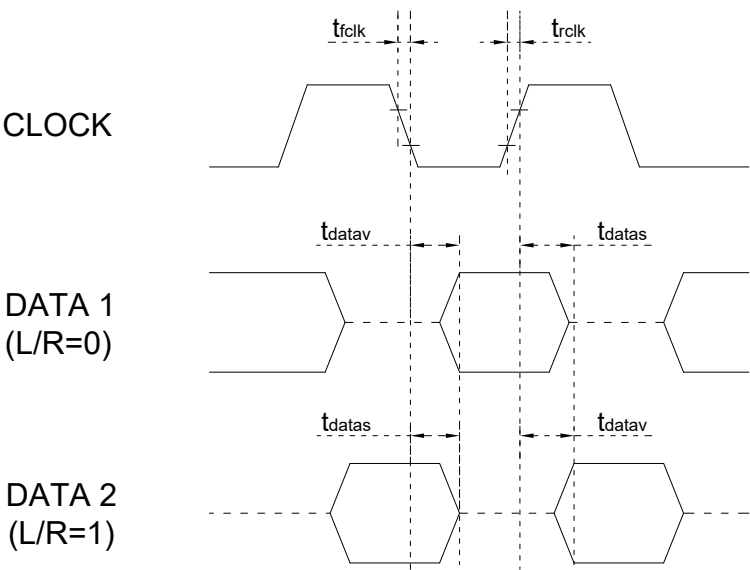 tfclk
trclk
CLOCK
tdatav
tdatas
DATA 1
(L/R=0)
tdatas
tdatav
DATA 2
(L/R=1)